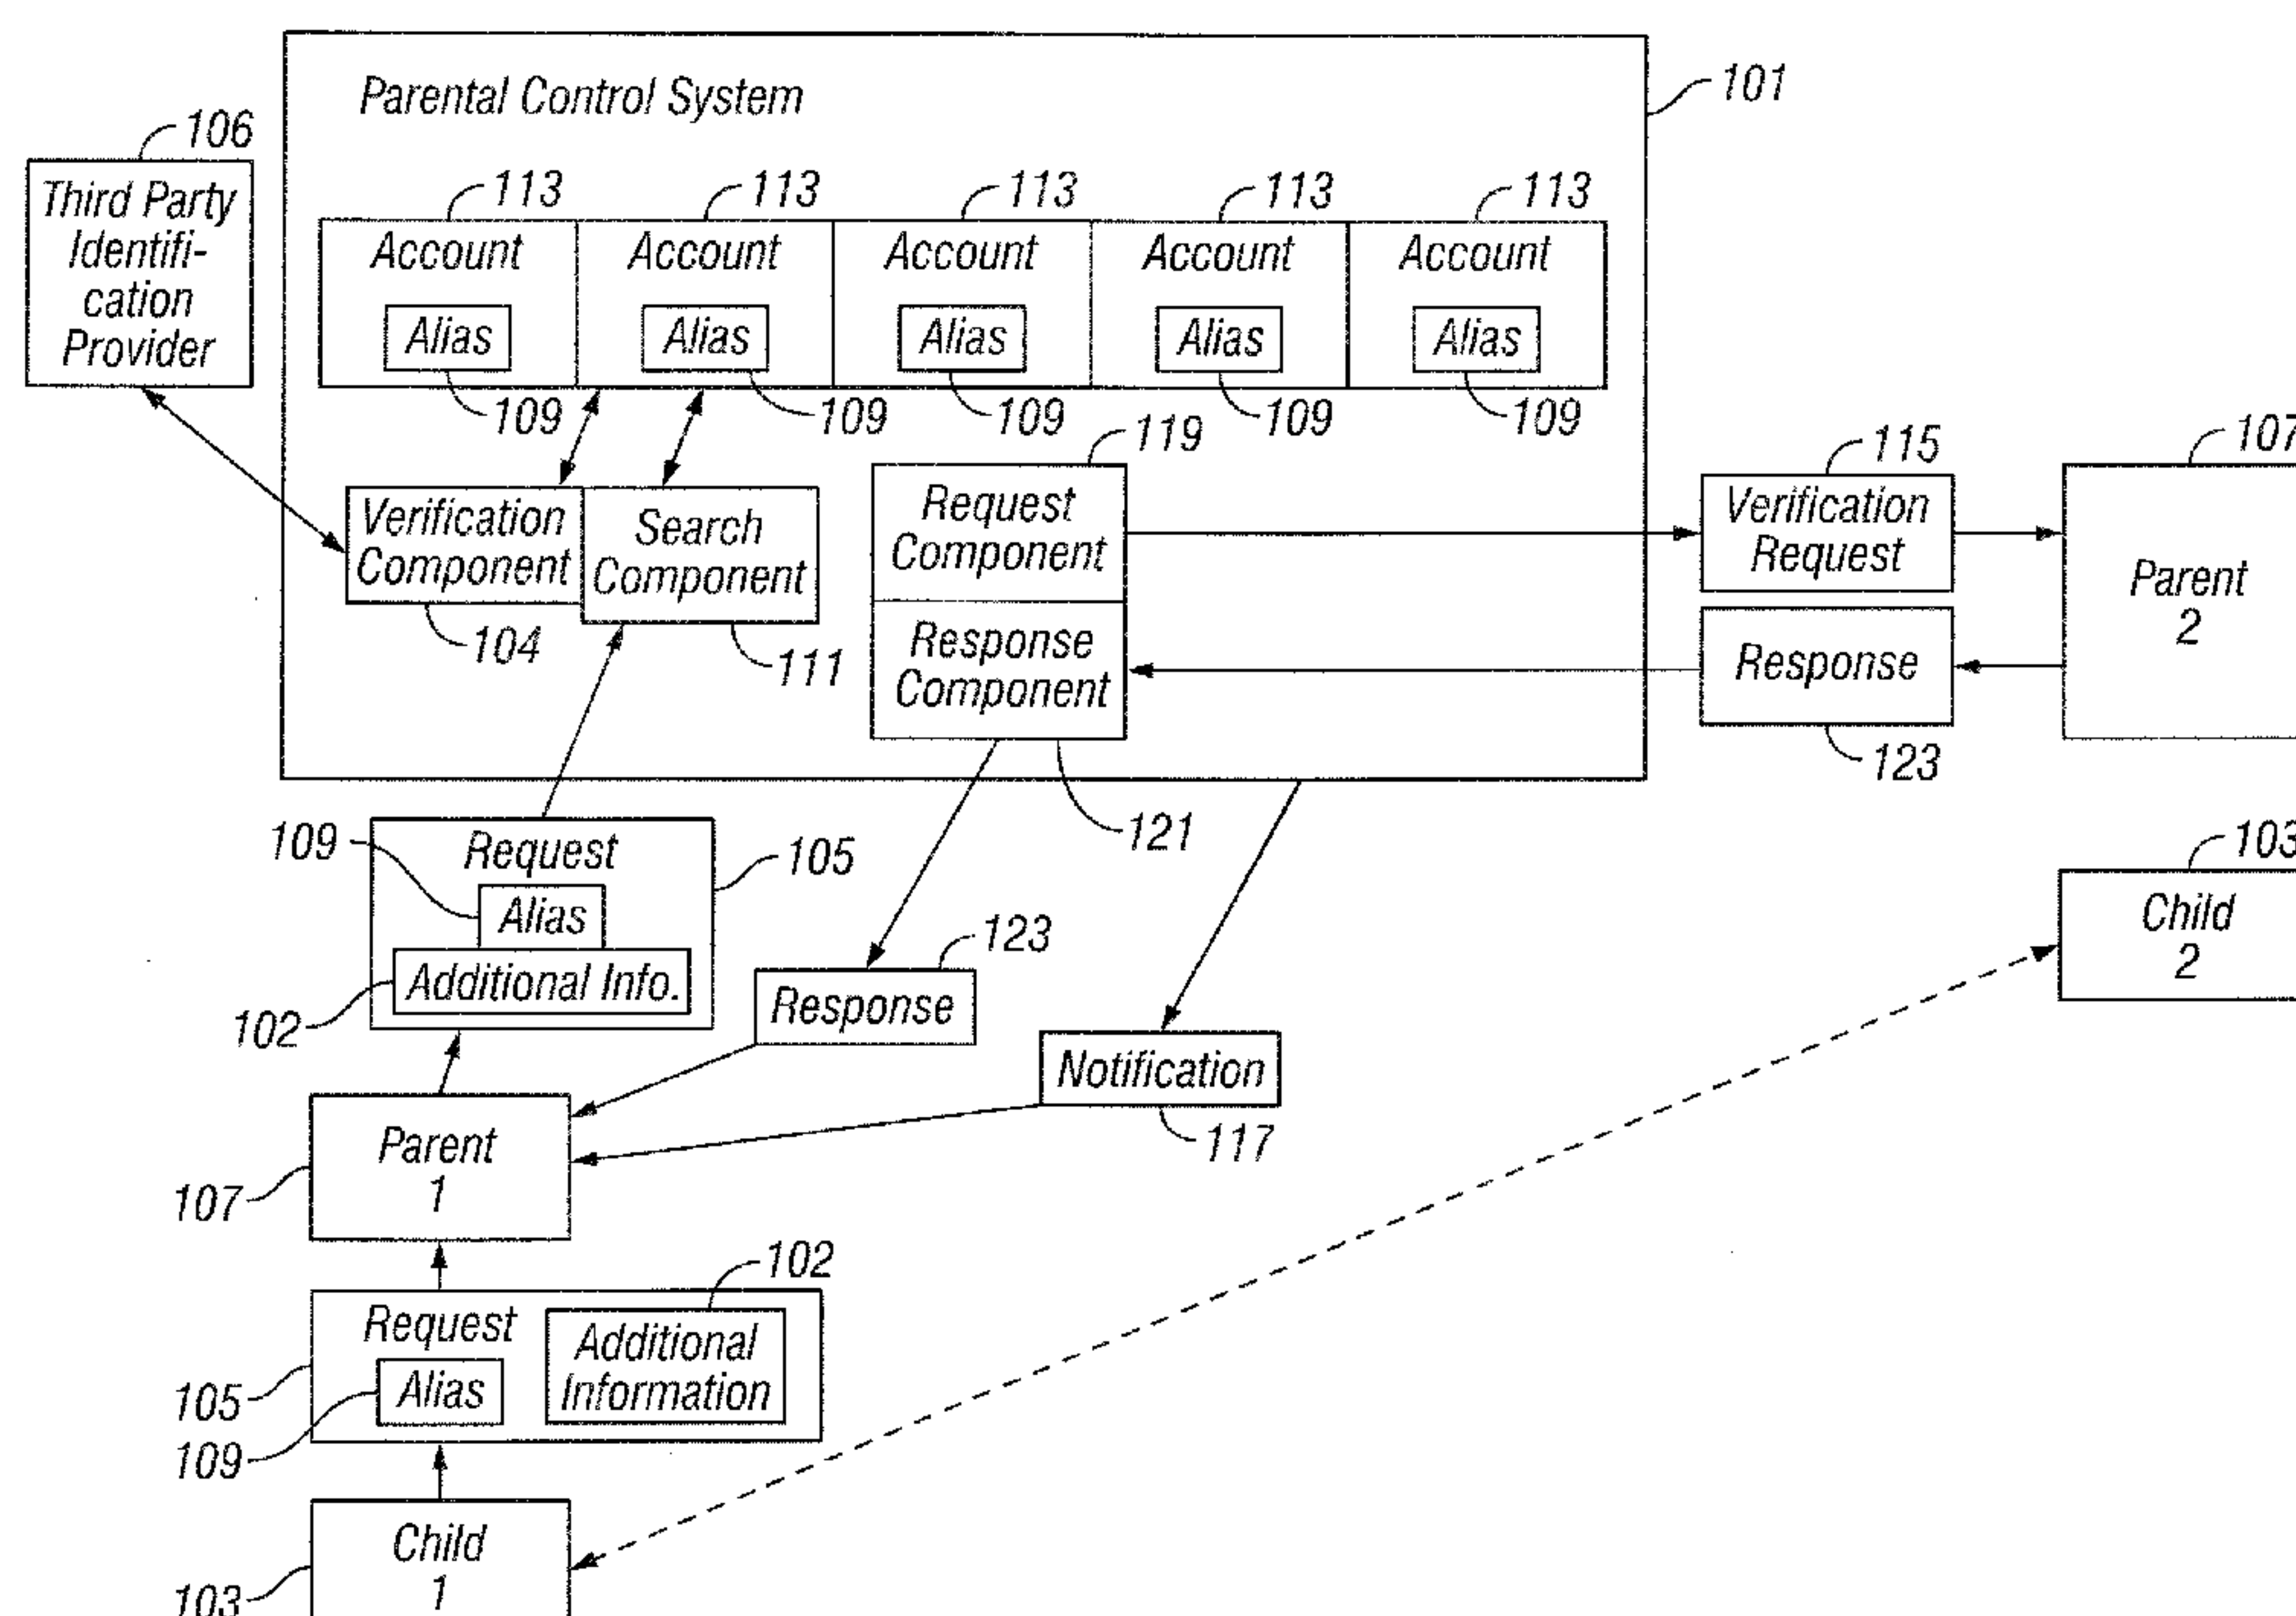 Parental Control System
101
106
Third Party
Identifi-
cation
Provider
113
113
113
113
113
Account
Account
Account
Account
Account
Alias
Alias
Alias
Alias
Alias
109
109
109
109
109
119
Verification
Component
104
Search
Component
111
Request
Component
Response
Component
121
115
Verification
Request
Response
123
107
Parent
2
109
Request
105
Alias
Additional Info.
102
123
Response
103
Child
2
Notification
117
Parent
1
107
102
Request
Additional
Information
Alias
105
109
Child
1
103